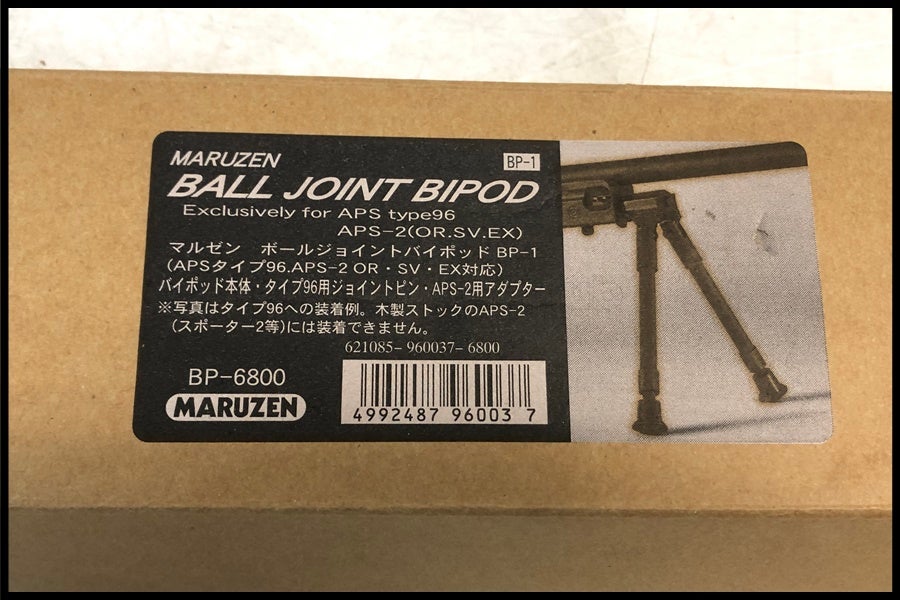 MARUZEN
BP-1
BALL JOINT BIPOD
Exclusively for APS type96
APS-2(OR.SV.EX)
マルゼン ボールジョイントバイポッド BP-1
(APSタイプ96.APS-2 OR・SV・EX対応)
バイポッド本体・タイプ96用ジョイントピン・APS-2用アダプター
※写真はタイプ96への装着例。木製ストックのAPS-2
(スポーター2等)には装着できません。
621085-960037-6800
BP-6800
MARUZEN
4992487 96003 7